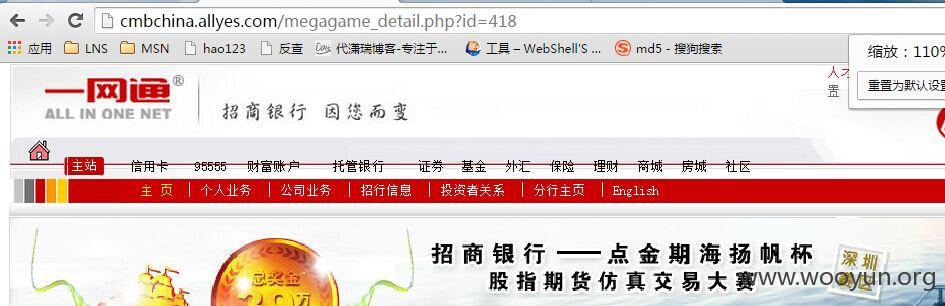 cmbchina.allyes.com/megagame_detail.php?id=418
应用 LNS MSN hao123 反查 代潇瑞博客-专注于... 工具 – WebShell'S ... md5 - 搜狗搜索
缩放：110%
重置为默认设
一网通®
ALL IN ONE NET
招商银行 因您而变
人才
置
主站 信用卡 95555 财富账户 托管银行 证券 基金 外汇 保险 理财 商城 房城 社区
主 页 个人业务 公司业务 招行信息 投资者关系 分行主页 English
招商银行——点金期海扬帆杯
股指期货仿真交易大赛
深圳
总奖金
www.wooyun.org